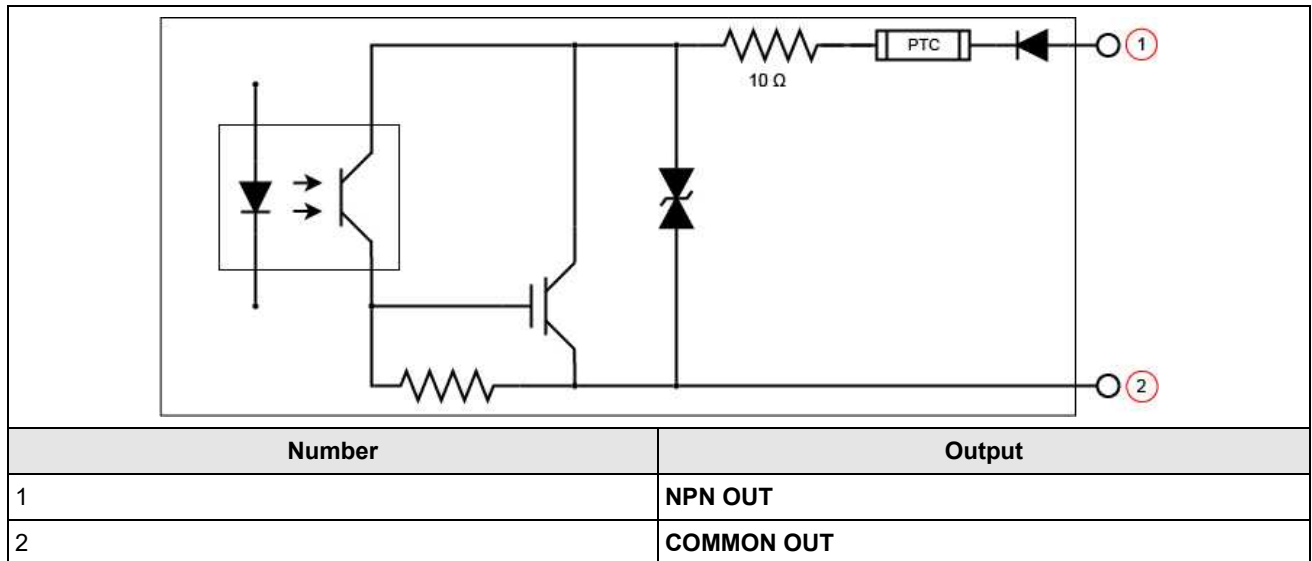 PTC
1
10 Ω
2
Number Output
1 NPN OUT
2 COMMON OUT